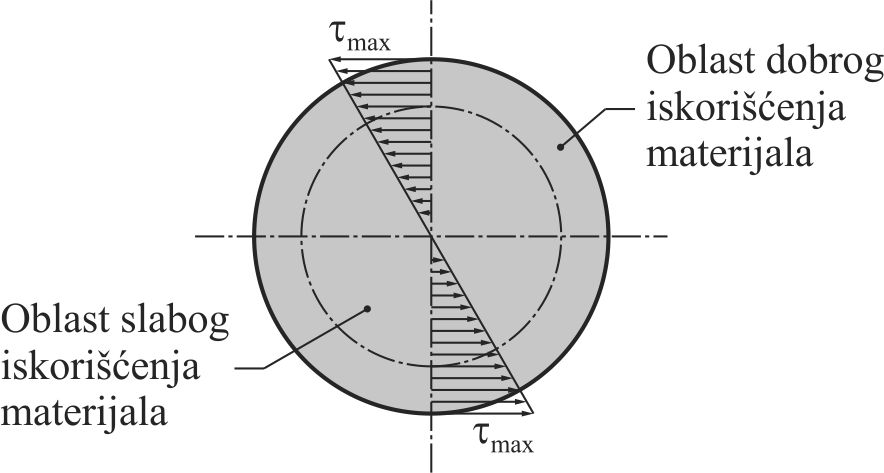 τmax
Oblast dobrog
iskorišćenja
materijala
Oblast slabog
iskorišćenja
materijala
τmax